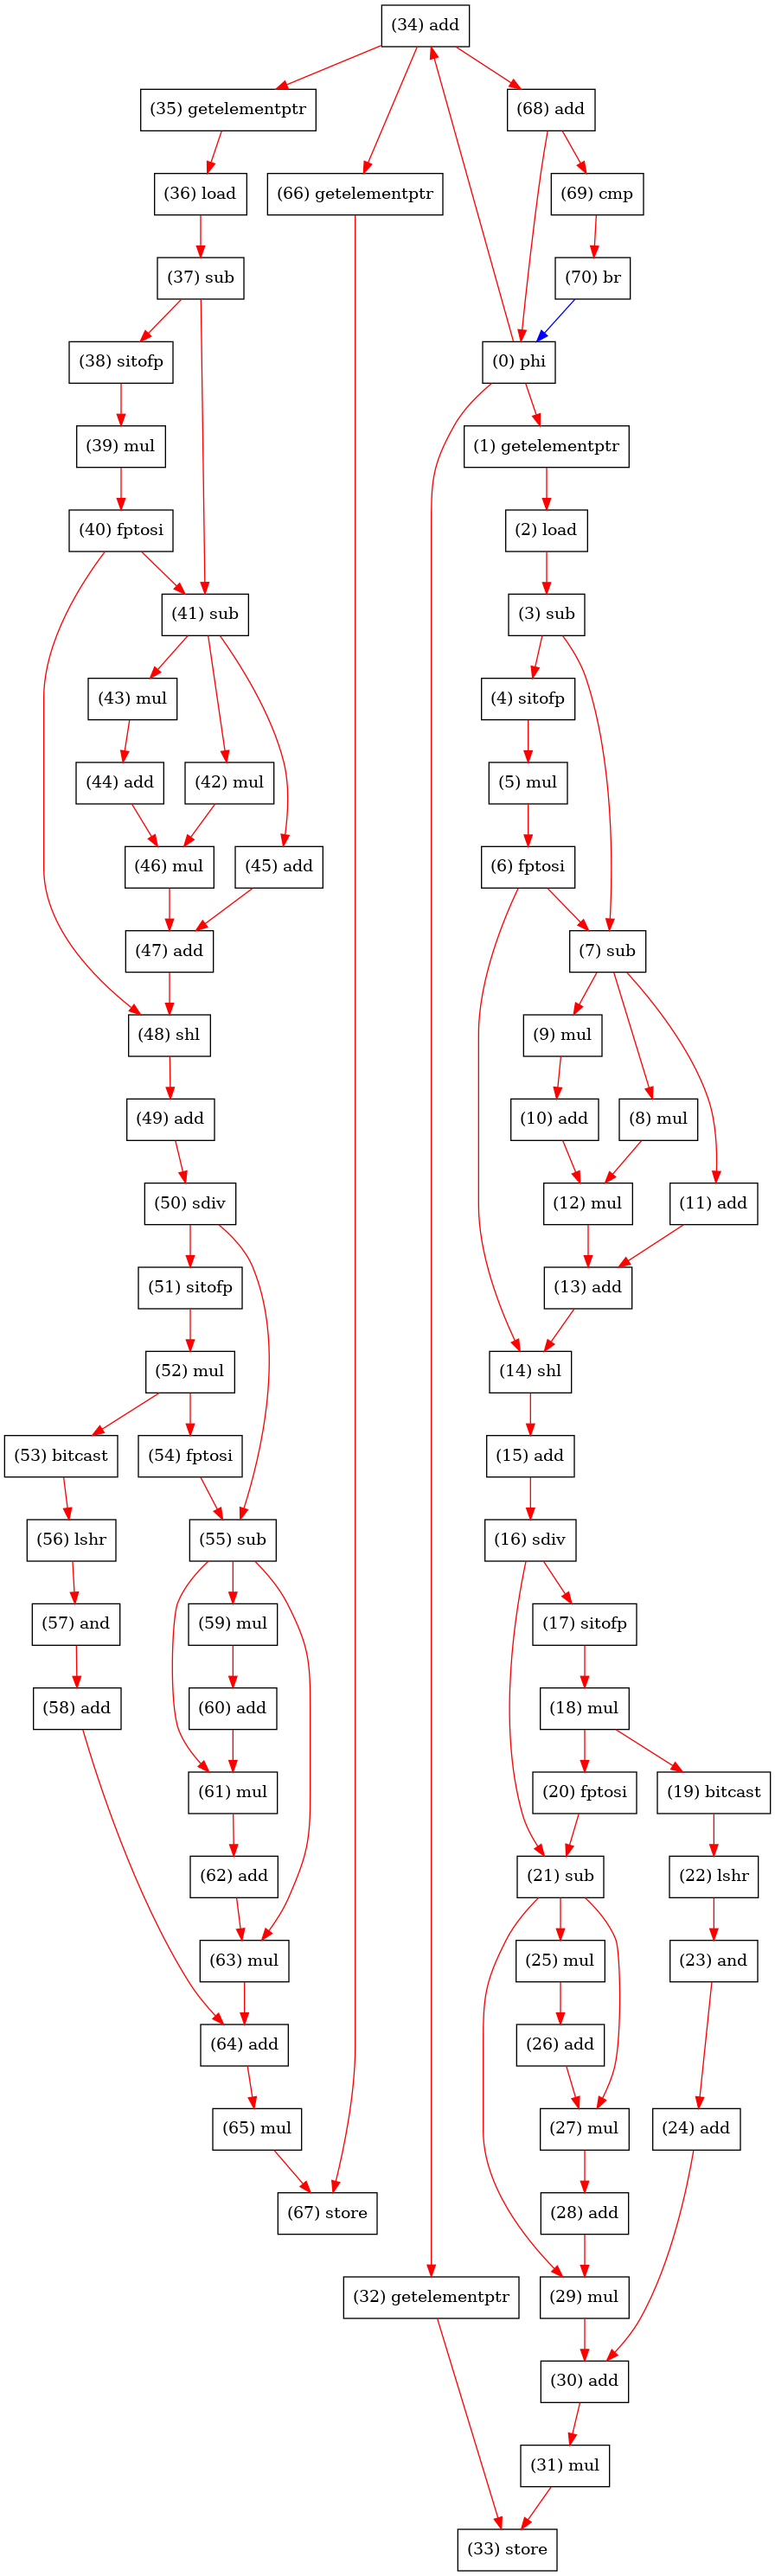 (34) add
(35) getelementptr
(68) add
(36) load
(66) getelementptr
(69) cmp
(37) sub
(70) br
(38) sitofp
(0) phi
(39) mul
(1) getelementptr
(40) fptosi
(2) load
(41) sub
(3) sub
(43) mul
(4) sitofp
(44) add
(42) mul
(5) mul
(46) mul
(45) add
(6) fptosi
(47) add
(7) sub
(48) shl
(9) mul
(49) add
(10) add
(8) mul
(50) sdiv
(12) mul
(11) add
(51) sitofp
(13) add
(52) mul
(14) shl
(53) bitcast
(54) fptosi
(15) add
(56) lshr
(55) sub
(16) sdiv
(57) and
(59) mul
(17) sitofp
(58) add
(60) add
(18) mul
(61) mul
(20) fptosi
(19) bitcast
(62) add
(21) sub
(22) lshr
(63) mul
(25) mul
(23) and
(64) add
(26) add
(65) mul
(27) mul
(24) add
(67) store
(28) add
(32) getelementptr
(29) mul
(30) add
(31) mul
(33) store